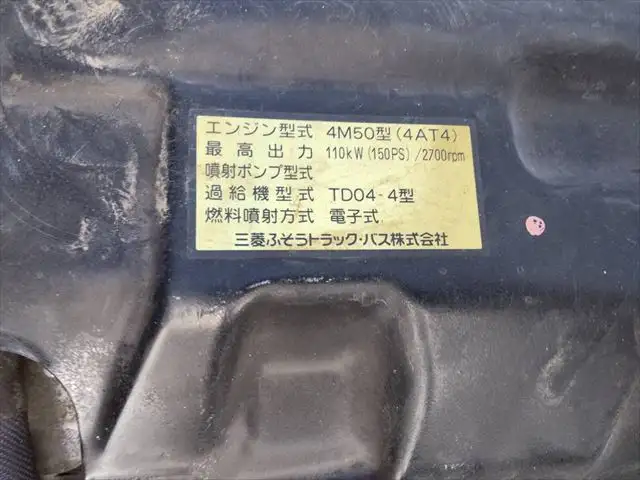 エンジン型式 4M50型(4AT4)
最高出力 110kW(150PS)/2700rpm
噴射ポンプ型式
過給機型式 TD04-4型
燃料噴射方式 電子式
三菱ふそうトラック・バス株式会社